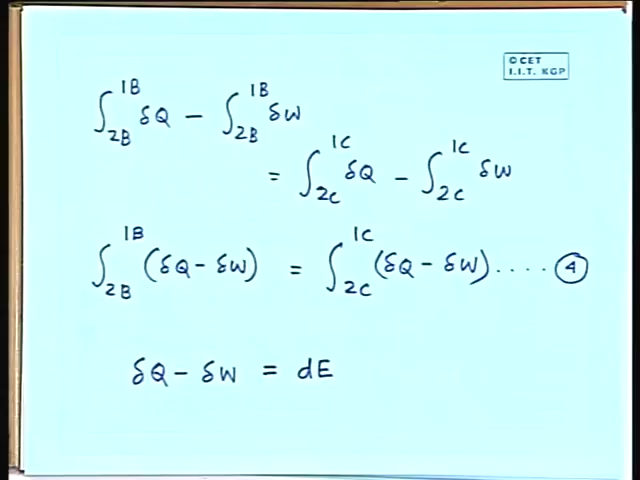 © CET
I.I.T. KGP
∫_{2B}^{1B} δQ − ∫_{2B}^{1B} δW
= ∫_{2C}^{1C} δQ − ∫_{2C}^{1C} δW
∫_{2B}^{1B} (δQ − δW) = ∫_{2C}^{1C} (δQ − δW) .... ④
δQ − δW = dE